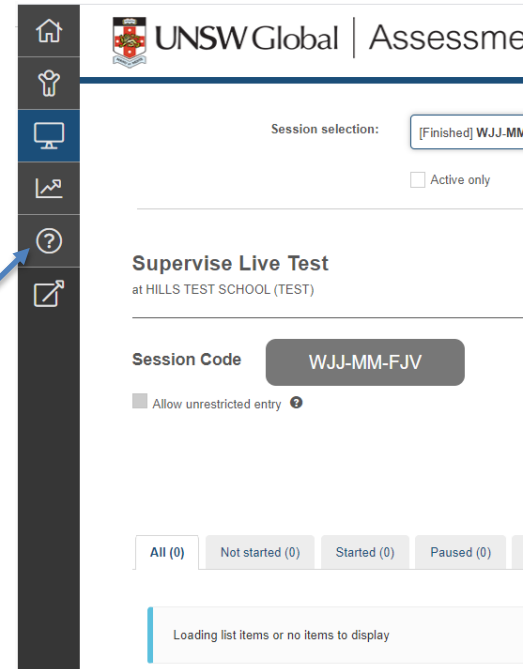 UNSW Global | Assessme
Session selection: [Finished] WJJ-MM
Active only
Supervise Live Test
at HILLS TEST SCHOOL (TEST)
Session Code WJJ-MM-FJV
Allow unrestricted entry ?
All (0) Not started (0) Started (0) Paused (0)
Loading list items or no items to display